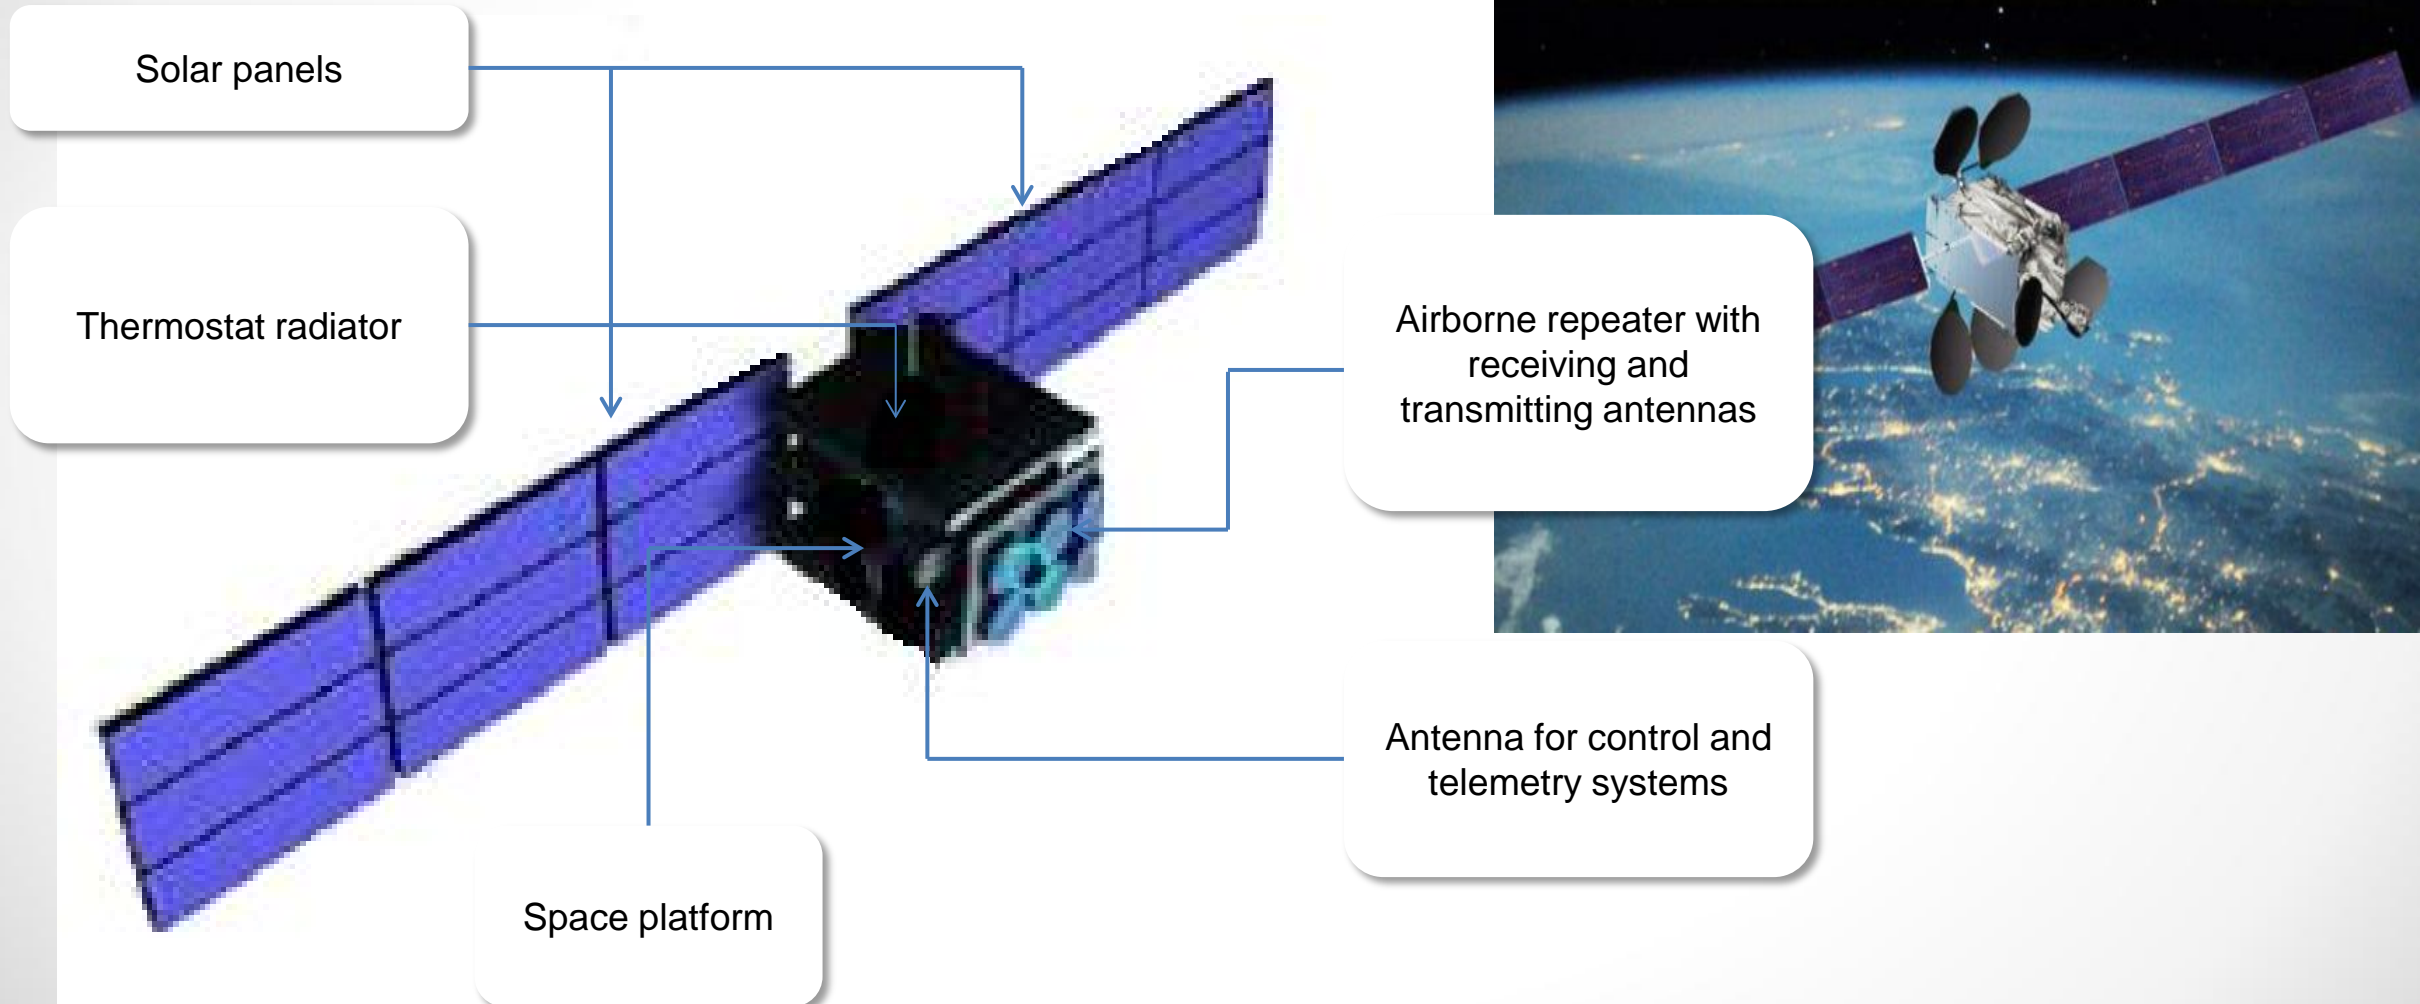 Solar panels
Thermostat radiator
Airborne repeater with
receiving and
transmitting antennas
Antenna for control and
telemetry systems
Space platform